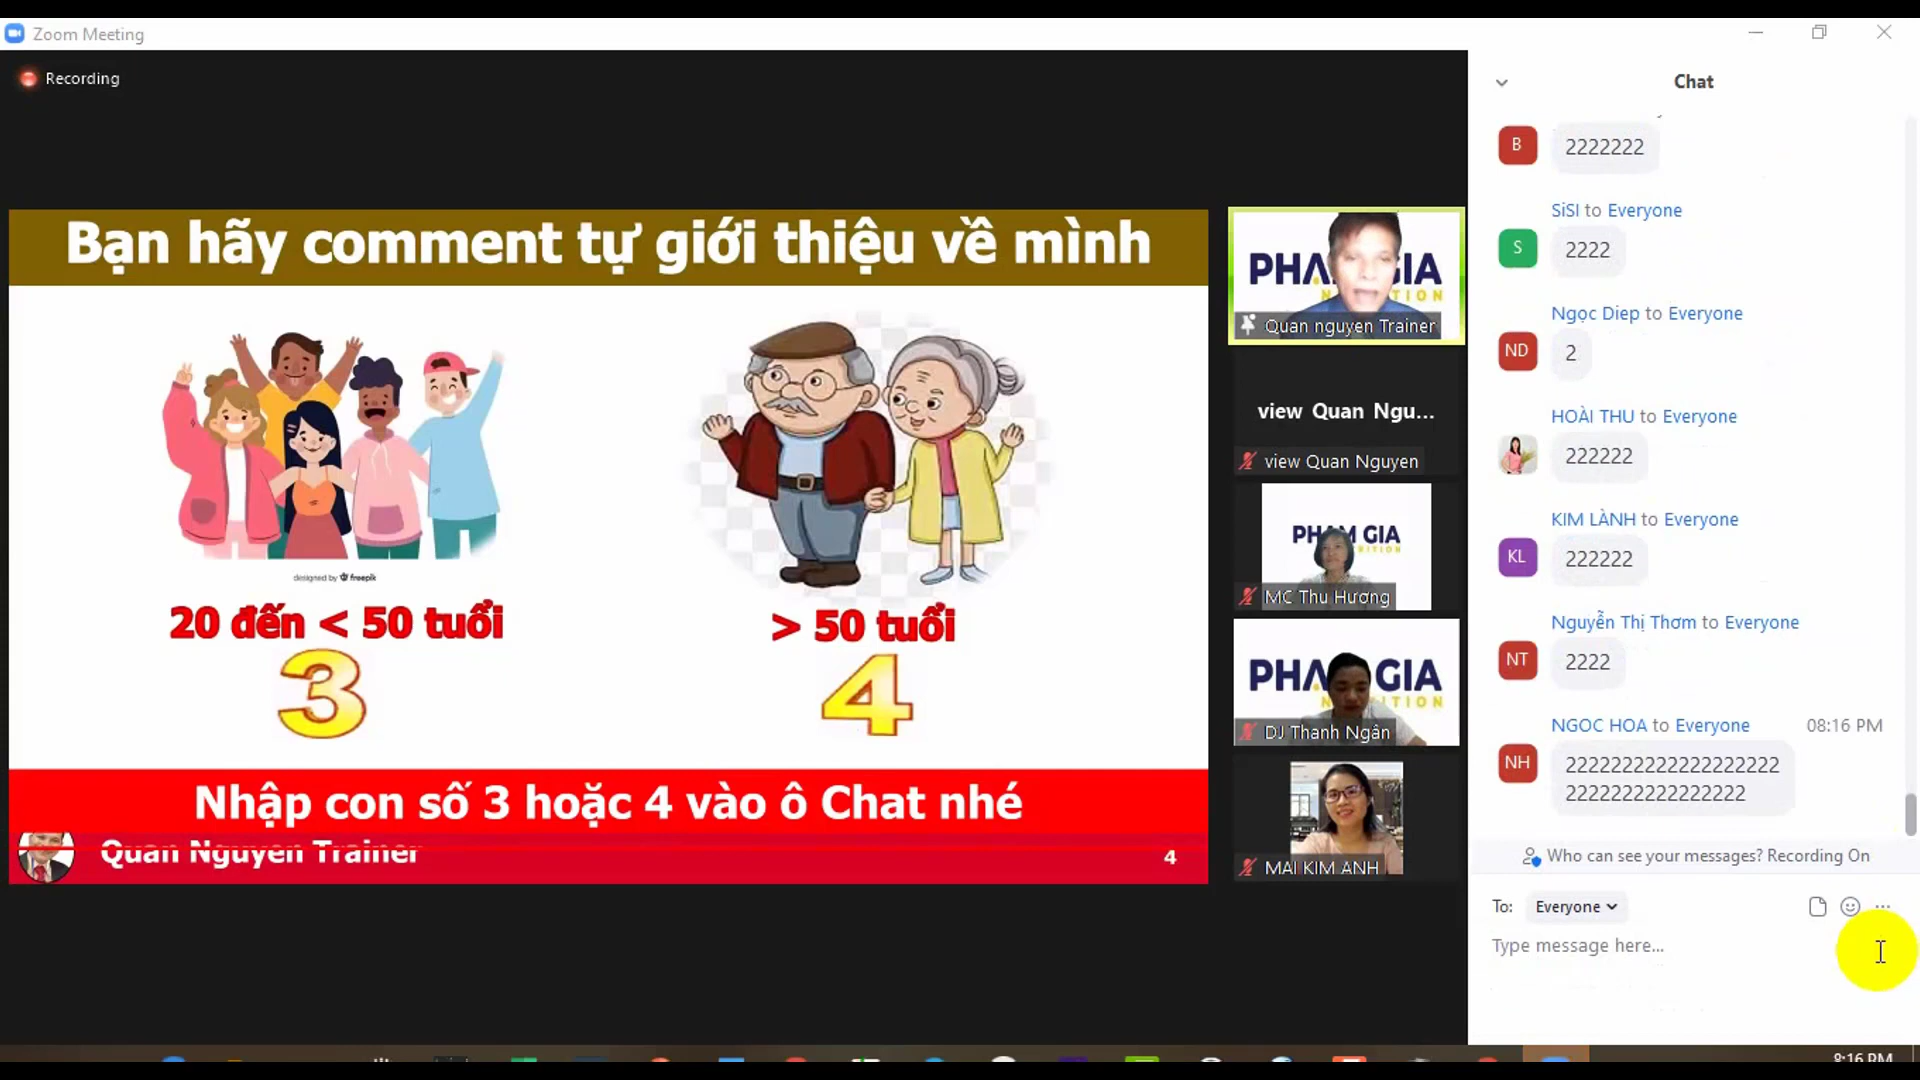 Zoom Meeting
Recording
Bạn hãy comment tự giới thiệu về mình
designed by freepik
20 đến < 50 tuổi
> 50 tuổi
3
4
Nhập con số 3 hoặc 4 vào ô Chat nhé
Quan Nguyen Trainer
4
Quan nguyen Trainer
view Quan Ngu...
view Quan Nguyen
PHẠM GIA
MC Thu Hương
DJ Thanh Ngân
MAI KIM ANH
Chat
B
2222222
SiSI to Everyone
S
2222
Ngọc Diep to Everyone
ND
2
HOÀI THU to Everyone
222222
KIM LÀNH to Everyone
KL
222222
Nguyễn Thị Thơm to Everyone
NT
2222
NGOC HOA to Everyone 08:16 PM
NH
2222222222222222222
2222222222222222
Who can see your messages? Recording On
To: Everyone
Type message here...
8:16 PM